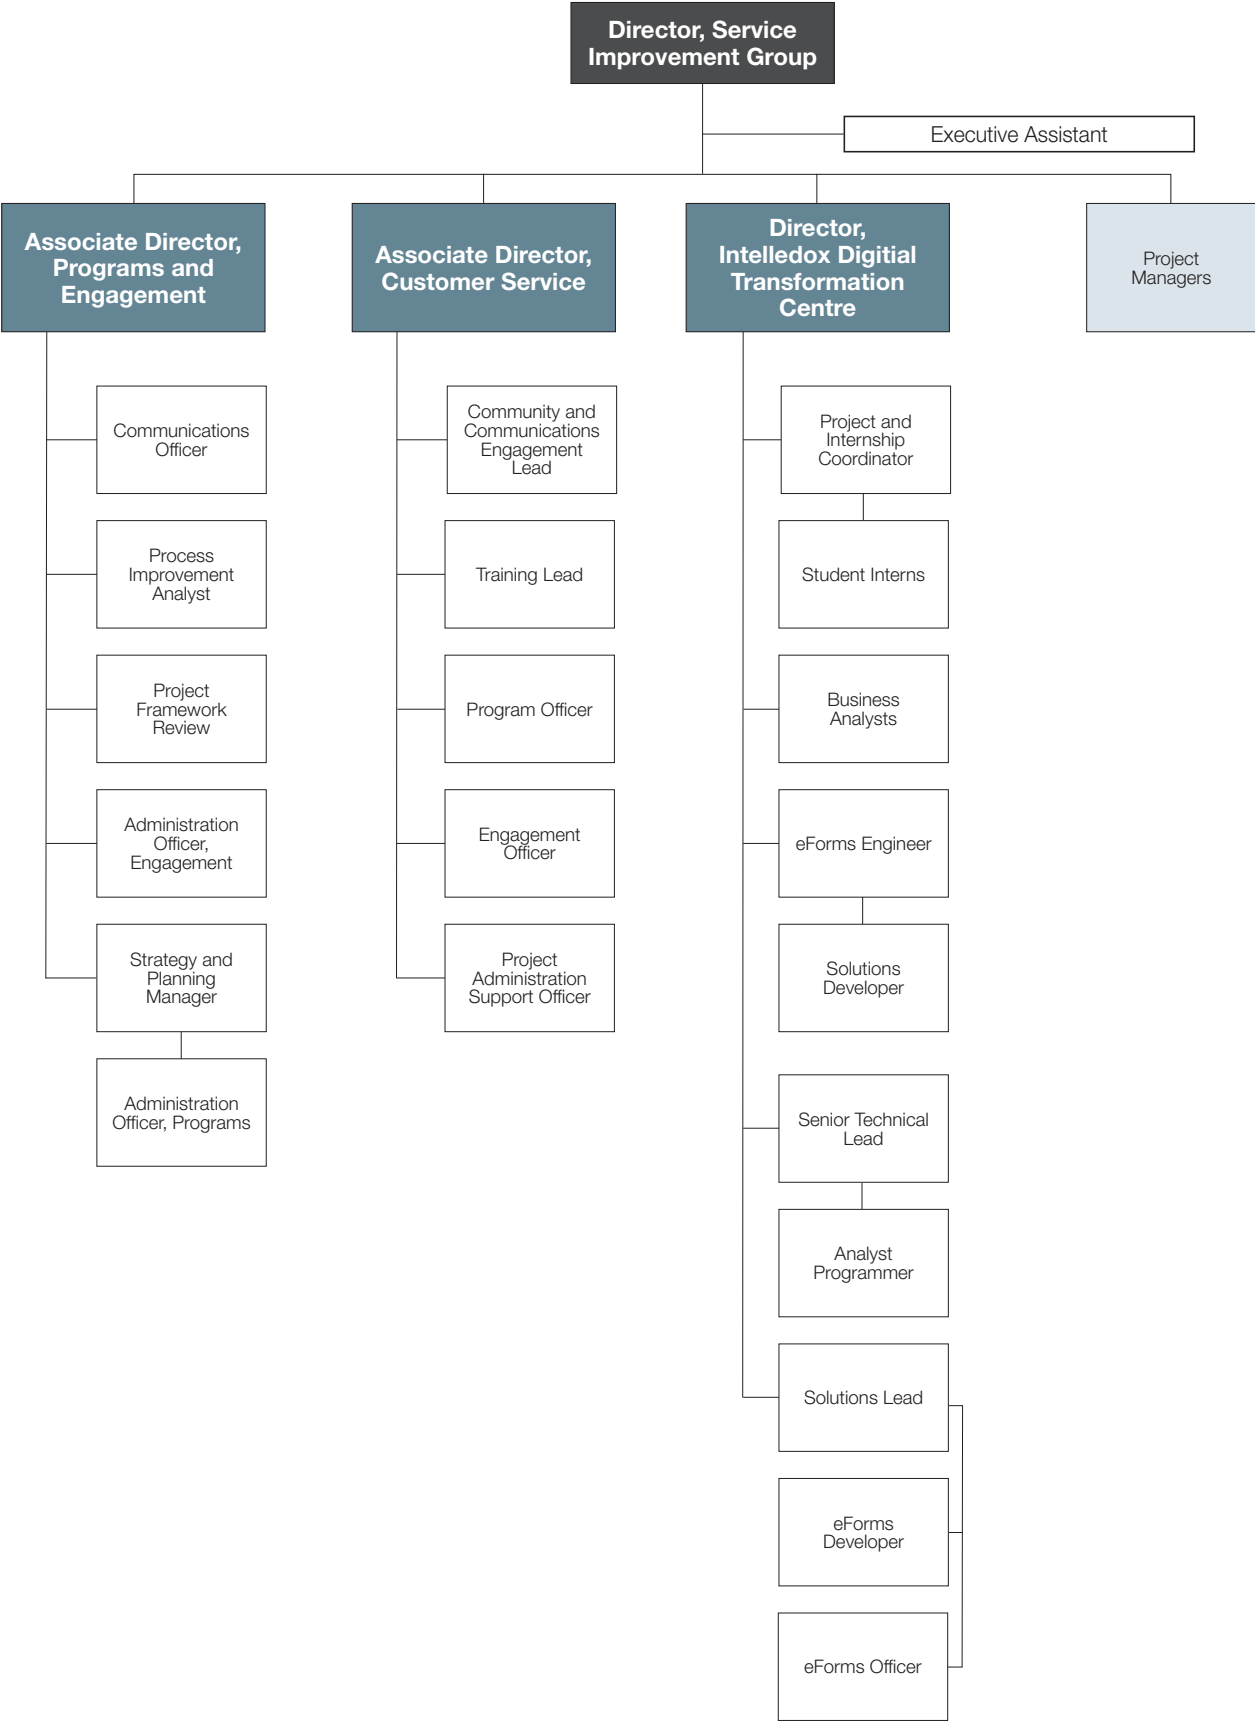 Director, Service
Improvement Group
Executive Assistant
Associate Director,
Programs and
Engagement
Associate Director,
Customer Service
Director,
Intelledox Digitial
Transformation
Centre
Project
Managers
Communications
Officer
Process
Improvement
Analyst
Project
Framework
Review
Administration
Officer,
Engagement
Strategy and
Planning
Manager
Administration
Officer, Programs
Community and
Communications
Engagement
Lead
Training Lead
Program Officer
Engagement
Officer
Project
Administration
Support Officer
Project and
Internship
Coordinator
Student Interns
Business
Analysts
eForms Engineer
Solutions
Developer
Senior Technical
Lead
Analyst
Programmer
Solutions Lead
eForms
Developer
eForms Officer